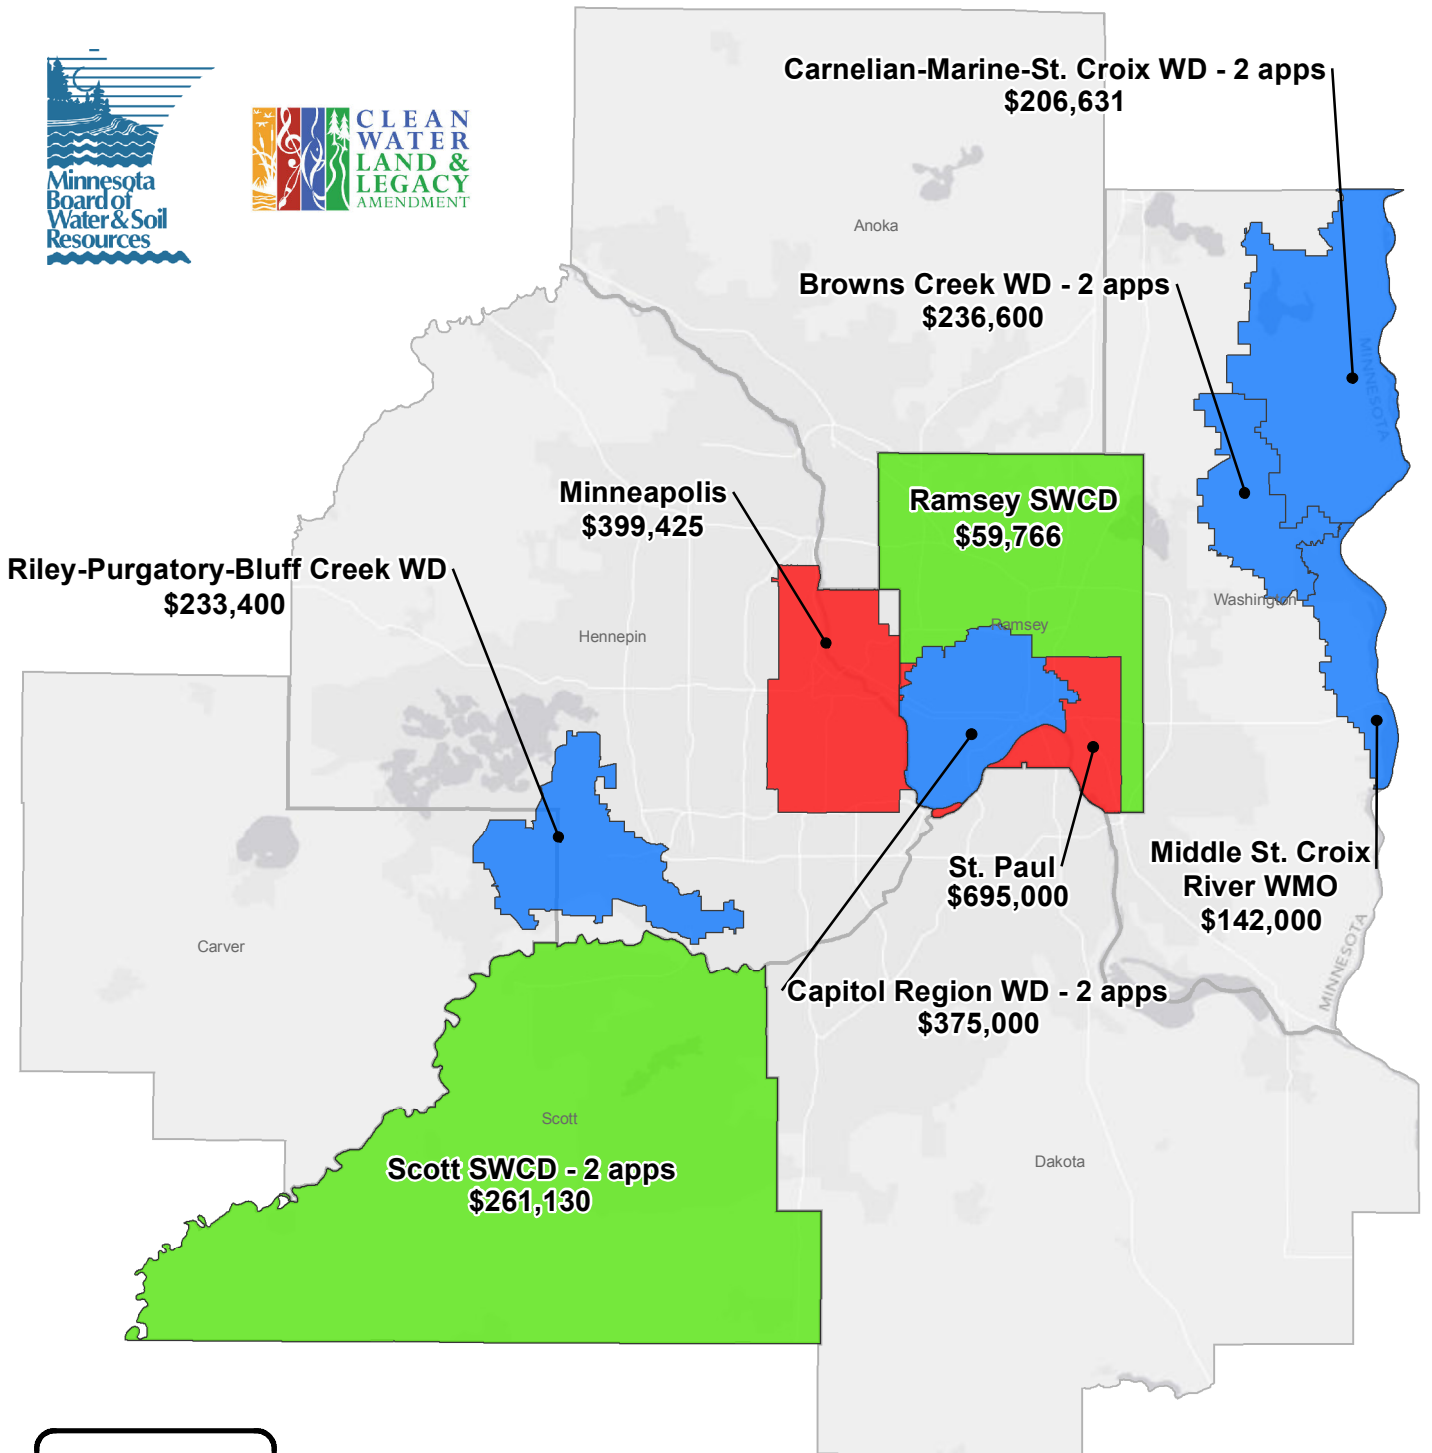 Minnesota
Board of
Water & Soil
Resources
CLEAN
WATER
LAND &
LEGACY
AMENDMENT
Carnelian-Marine-St. Croix WD - 2 apps
$206,631
Anoka
Browns Creek WD - 2 apps
$236,600
MINNESOTA
Minneapolis
$399,425
Ramsey SWCD
$59,766
Riley-Purgatory-Bluff Creek WD
$233,400
Washington
Ramsey
Hennepin
St. Paul
$695,000
Middle St. Croix
River WMO
$142,000
Carver
MINNESOTA
Capitol Region WD - 2 apps
$375,000
Scott
Scott SWCD - 2 apps
$261,130
Dakota